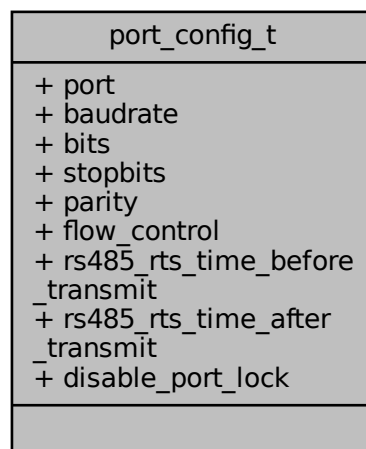 port_config_t
+ port
+ baudrate
+ bits
+ stopbits
+ parity
+ flow_control
+ rs485_rts_time_before
_transmit
+ rs485_rts_time_after
_transmit
+ disable_port_lock